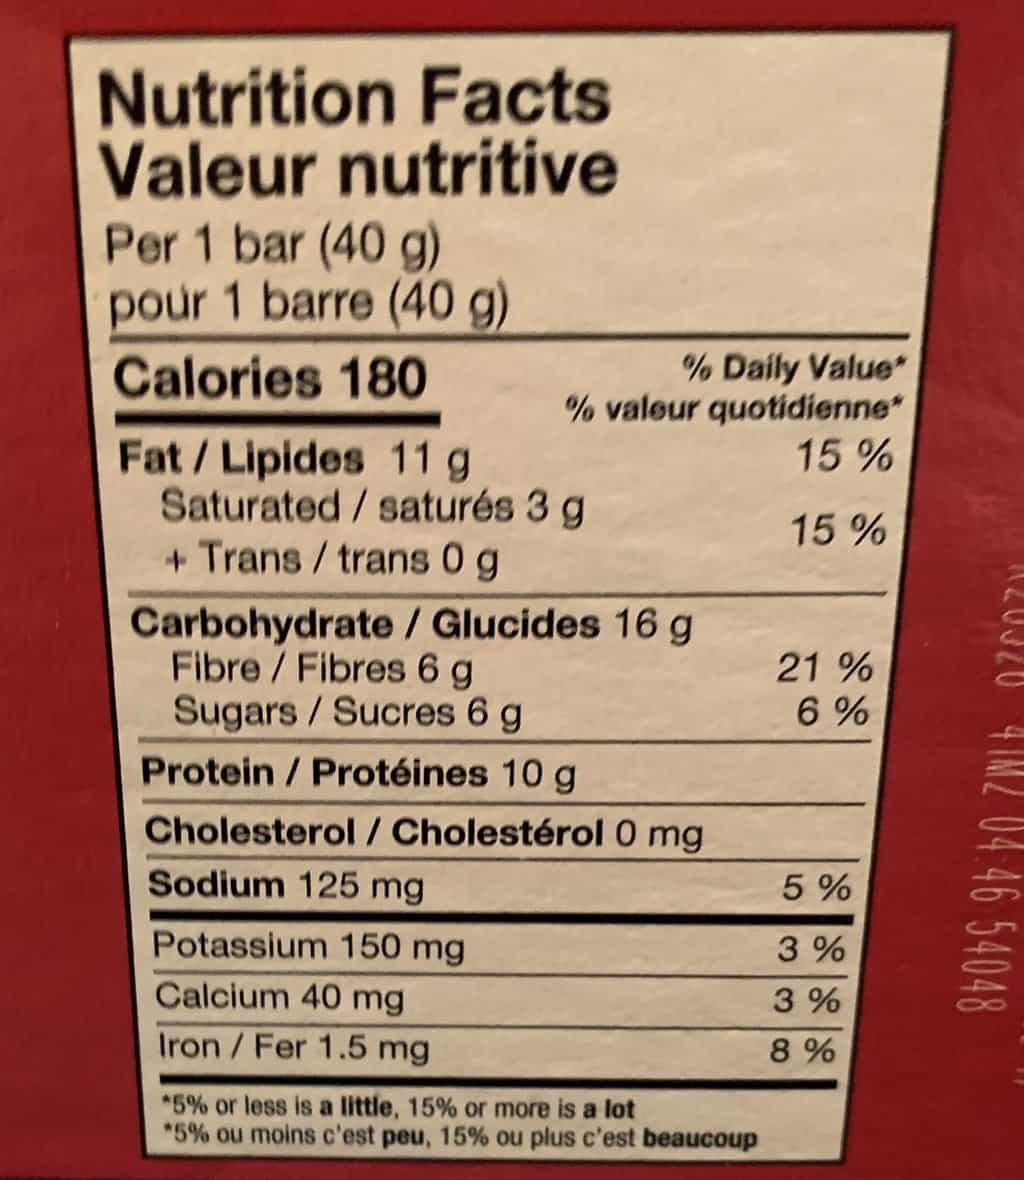 Nutrition Facts
Valeur nutritive
Per 1 bar (40 g)
pour 1 barre (40 g)
Calories 180
% Daily Value*
% valeur quotidienne*
Fat / Lipides 11 g 15 %
Saturated / saturés 3 g
+ Trans / trans 0 g 15 %
Carbohydrate / Glucides 16 g
Fibre / Fibres 6 g 21 %
Sugars / Sucres 6 g 6 %
Protein / Protéines 10 g
Cholesterol / Cholestérol 0 mg
Sodium 125 mg 5 %
Potassium 150 mg 3 %
Calcium 40 mg 3 %
Iron / Fer 1.5 mg 8 %
*5% or less is a little, 15% or more is a lot
*5% ou moins c'est peu, 15% ou plus c'est beaucoup
04:46 54048